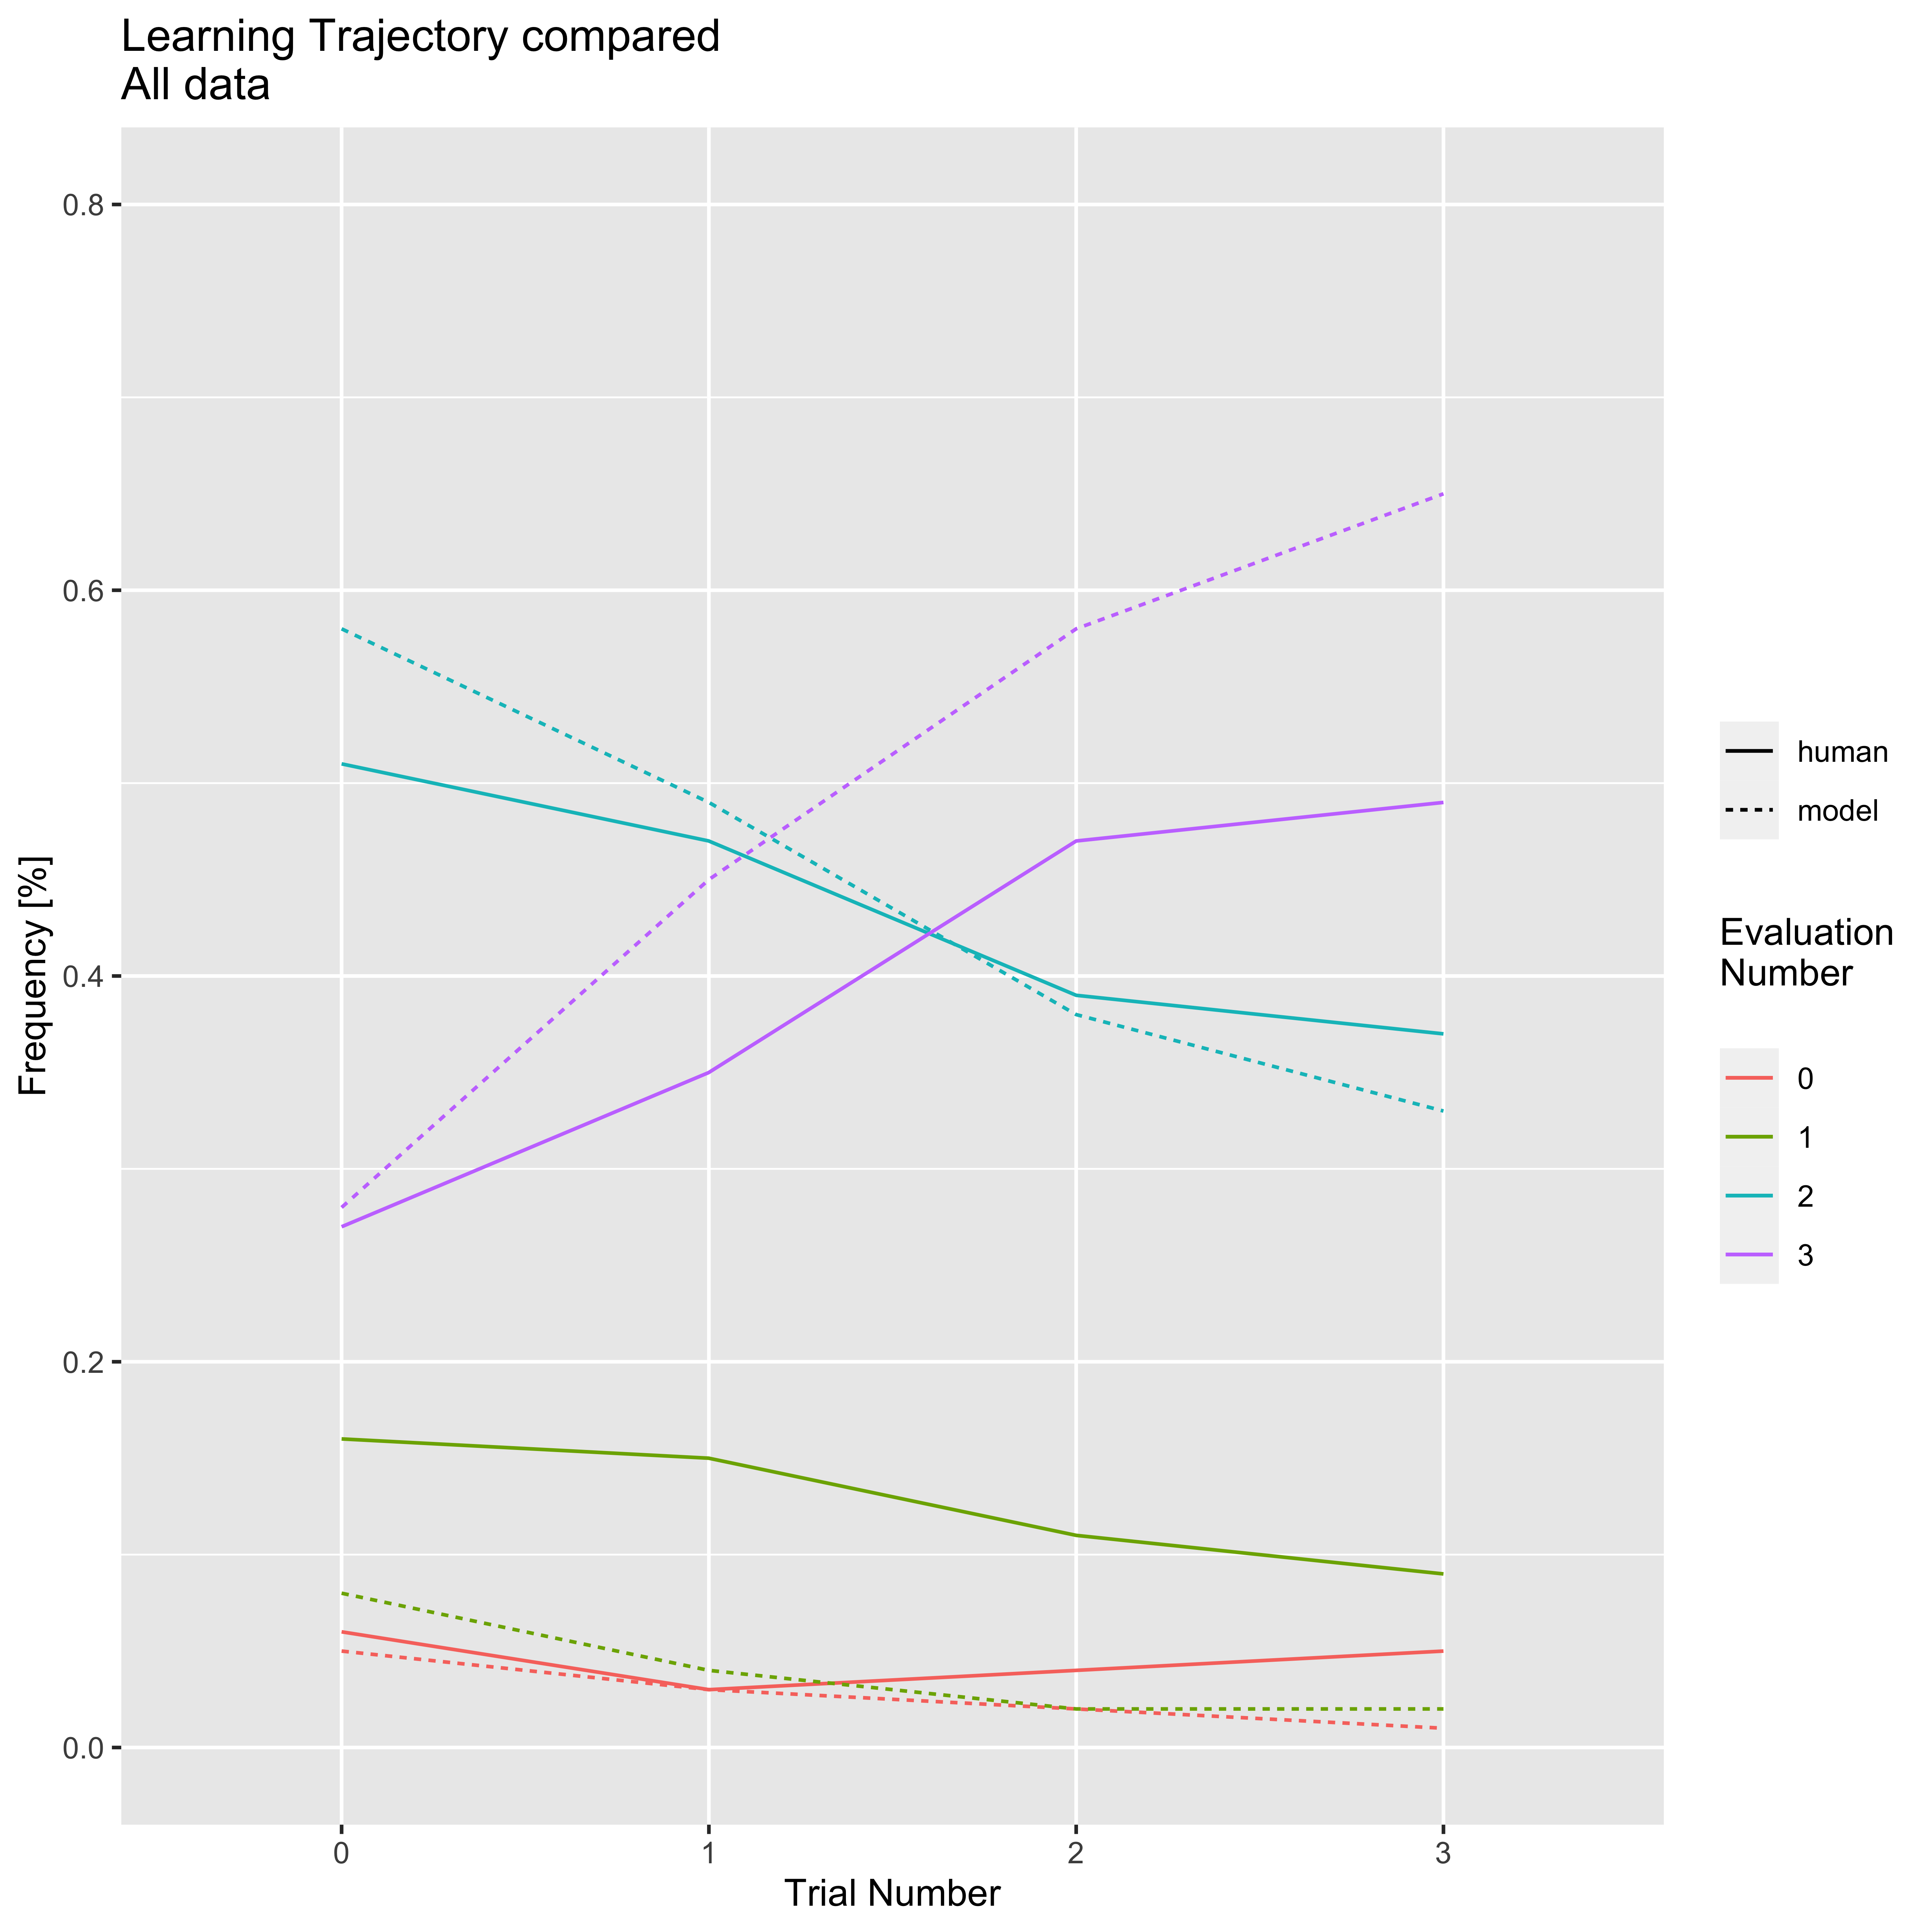 Learning Trajectory compared
All data
0.8
0.6
0.4
0.2
0.0
Frequency [%]
0
1
2
3
Trial Number
human
model
Evaluation
Number
0
1
2
3